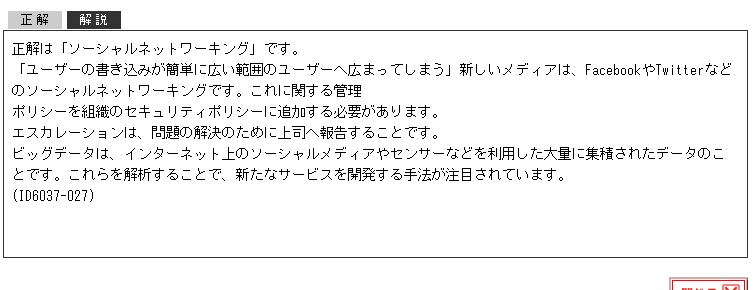 正解 解説
正解は「ソーシャルネットワーキング」です。
「ユーザーの書き込みが簡単に広い範囲のユーザーへ広まってしまう」新しいメディアは、FacebookやTwitterなど
のソーシャルネットワーキングです。これに関する管理
ポリシーを組織のセキュリティポリシーに追加する必要があります。
エスカレーションは、問題の解決のために上司へ報告することです。
ビッグデータは、インターネット上のソーシャルメディアやセンサーなどを利用した大量に集積されたデータのこ
とです。これらを解析することで、新たなサービスを開発する手法が注目されています。
(ID6037-027)